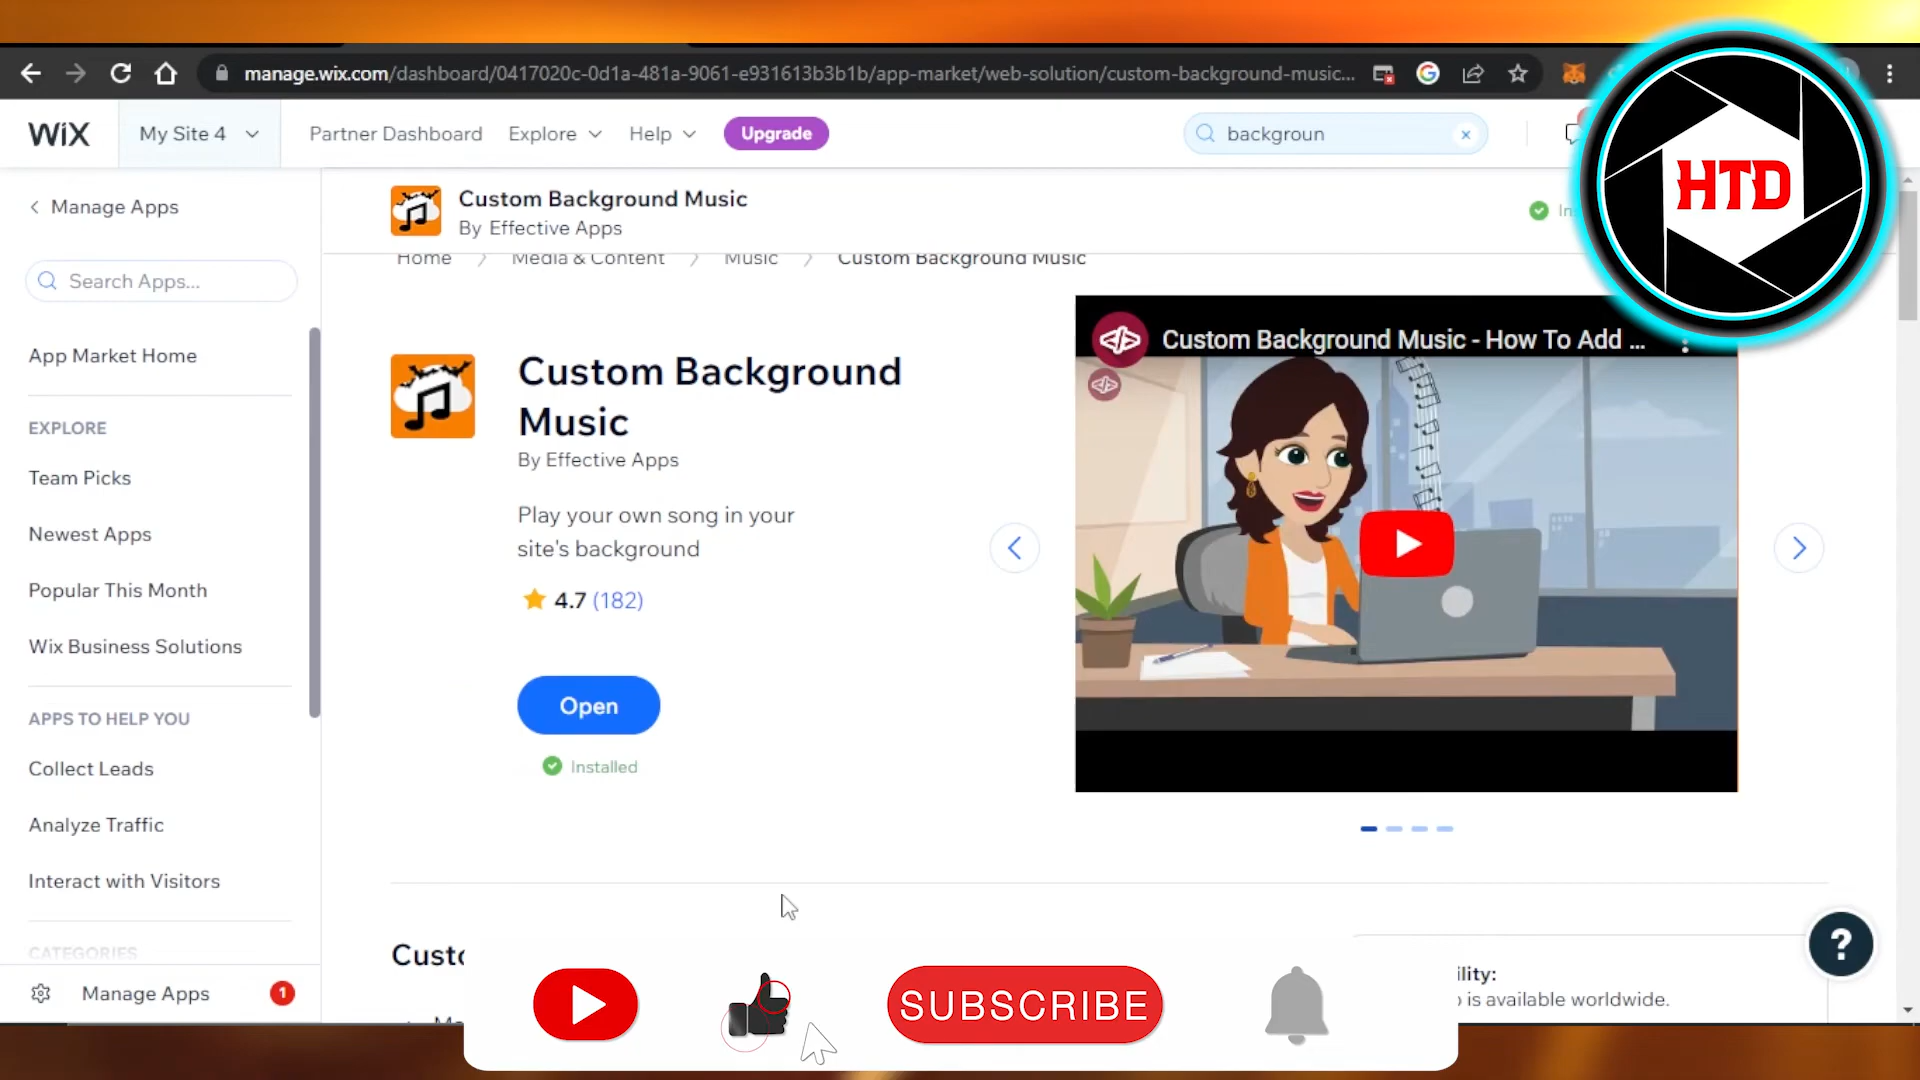 manage.wix.com/dashboard/0417020c-0d1a-481a-9061-e931613b3b1b/app-market/web-solution/custom-background-music...
WiX
My Site 4
Partner Dashboard
Explore
Help
Upgrade
backgroun
HTD
Manage Apps
Custom Background Music
By Effective Apps
Home
Media & Content
Music
Custom Background Music
Search Apps...
App Market Home
EXPLORE
Team Picks
Newest Apps
Popular This Month
Wix Business Solutions
APPS TO HELP YOU
Collect Leads
Analyze Traffic
Interact with Visitors
CATEGORIES
Manage Apps
1
Custom Background
Music
By Effective Apps
Play your own song in your
site's background
4.7 (182)
Open
Installed
Custom Background Music - How To Add ...
ility:
is available worldwide.
?
SUBSCRIBE